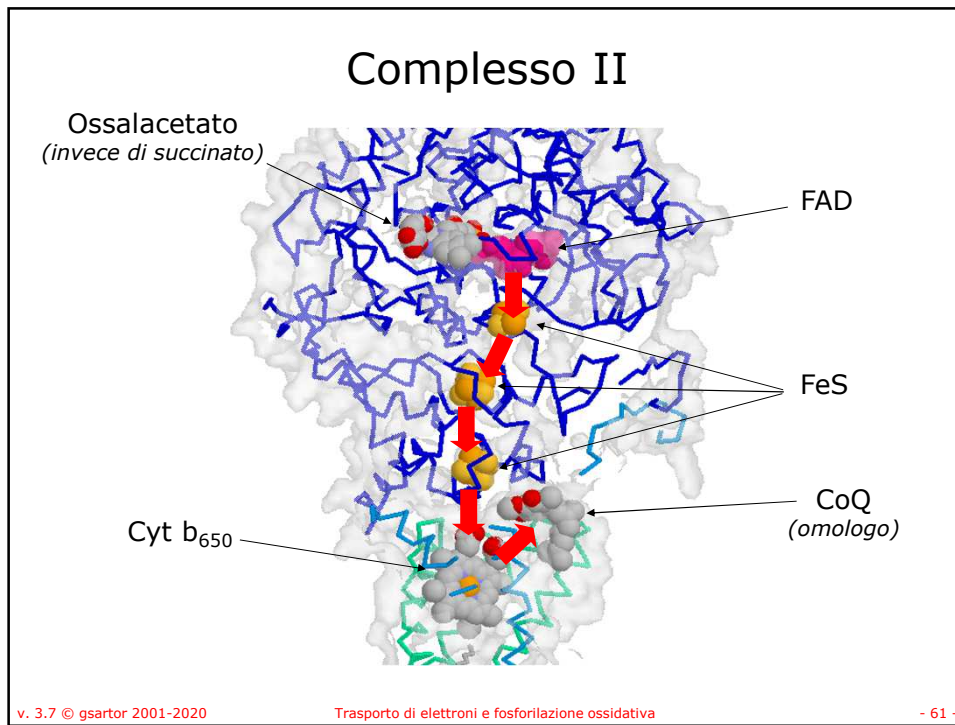 Complesso II
Ossalacetato
(invece di succinato)
FAD
FeS
CoQ
(omologo)
Cyt b650
v. 3.7 © gsartor 2001-2020
Trasporto di elettroni e fosforilazione ossidativa
- 61 -